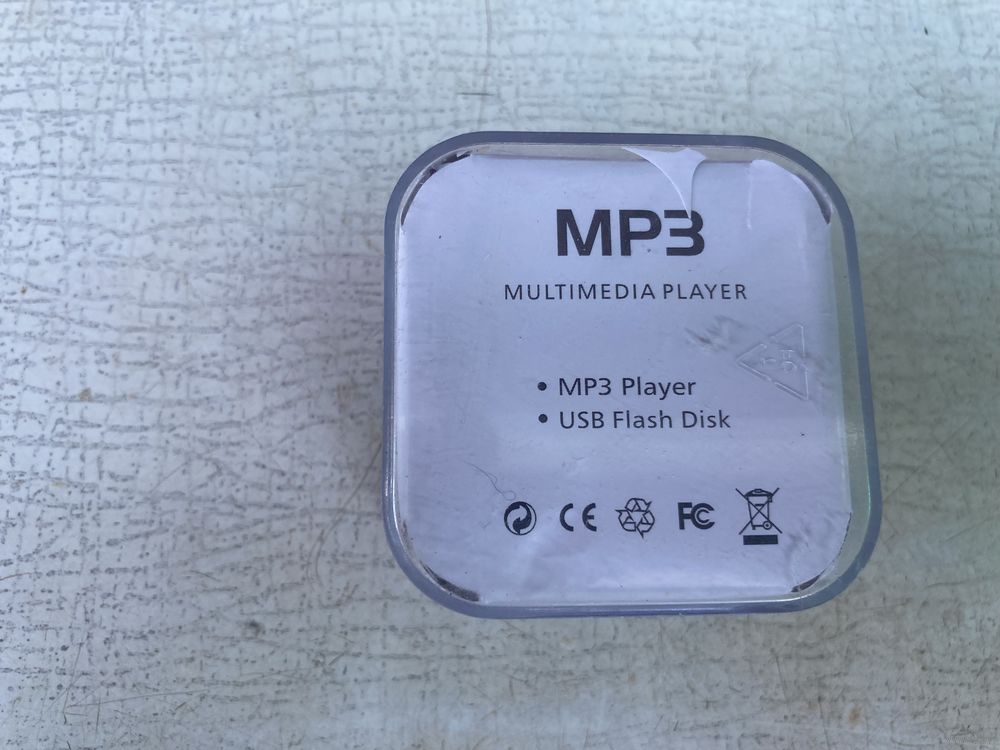 MP3
MULTIMEDIA PLAYER
• MP3 Player
• USB Flash Disk
CE FC